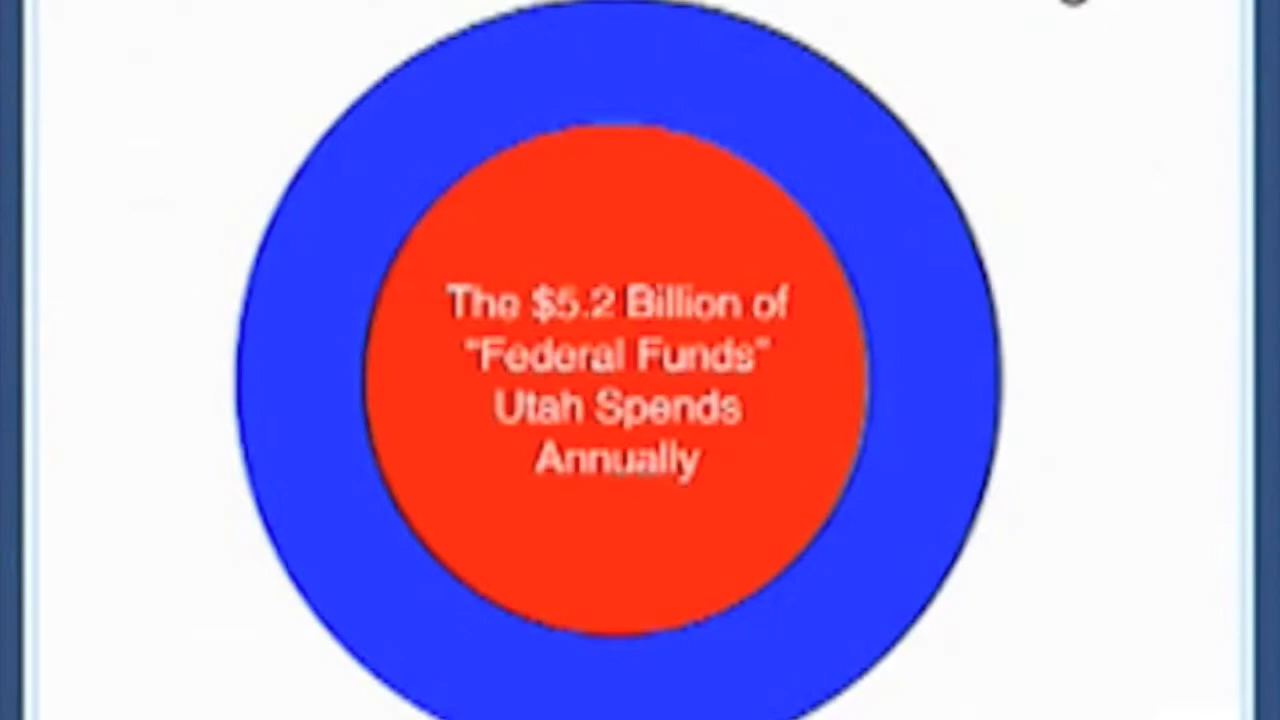 The $5.2 Billion of
"Federal Funds"
Utah Spends
Annually